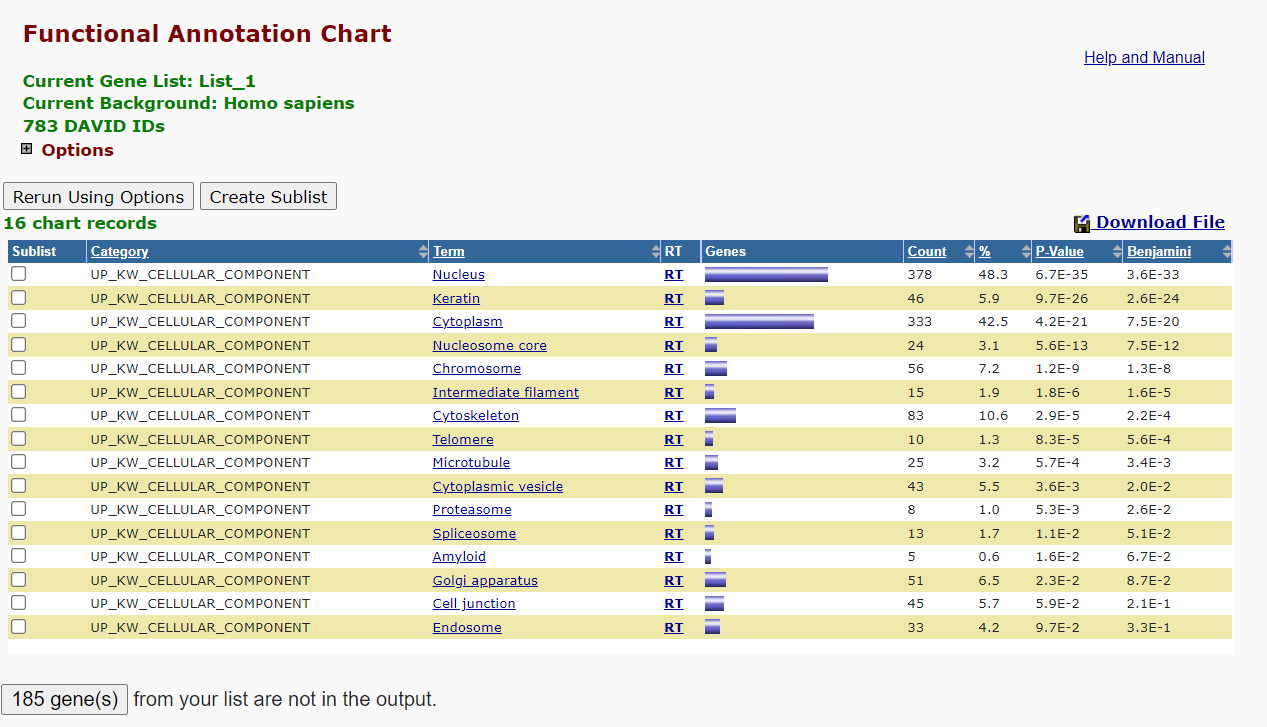 Functional Annotation Chart
Help and Manual
Current Gene List: List_1
Current Background: Homo sapiens
783 DAVID IDs
Options
Rerun Using Options Create Sublist
16 chart records Download File
Sublist Category Term RT Genes Count % P-Value Benjamini
UP_KW_CELLULAR_COMPONENT Nucleus RT 378 48.3 6.7E-35 3.6E-33
UP_KW_CELLULAR_COMPONENT Keratin RT 46 5.9 9.7E-26 2.6E-24
UP_KW_CELLULAR_COMPONENT Cytoplasm RT 333 42.5 4.2E-21 7.5E-20
UP_KW_CELLULAR_COMPONENT Nucleosome core RT 24 3.1 5.6E-13 7.5E-12
UP_KW_CELLULAR_COMPONENT Chromosome RT 56 7.2 1.2E-9 1.3E-8
UP_KW_CELLULAR_COMPONENT Intermediate filament RT 15 1.9 1.8E-6 1.6E-5
UP_KW_CELLULAR_COMPONENT Cytoskeleton RT 83 10.6 2.9E-5 2.2E-4
UP_KW_CELLULAR_COMPONENT Telomere RT 10 1.3 8.3E-5 5.6E-4
UP_KW_CELLULAR_COMPONENT Microtubule RT 25 3.2 5.7E-4 3.4E-3
UP_KW_CELLULAR_COMPONENT Cytoplasmic vesicle RT 43 5.5 3.6E-3 2.0E-2
UP_KW_CELLULAR_COMPONENT Proteasome RT 8 1.0 5.3E-3 2.6E-2
UP_KW_CELLULAR_COMPONENT Spliceosome RT 13 1.7 1.1E-2 5.1E-2
UP_KW_CELLULAR_COMPONENT Amyloid RT 5 0.6 1.6E-2 6.7E-2
UP_KW_CELLULAR_COMPONENT Golgi apparatus RT 51 6.5 2.3E-2 8.7E-2
UP_KW_CELLULAR_COMPONENT Cell junction RT 45 5.7 5.9E-2 2.1E-1
UP_KW_CELLULAR_COMPONENT Endosome RT 33 4.2 9.7E-2 3.3E-1
185 gene(s) from your list are not in the output.